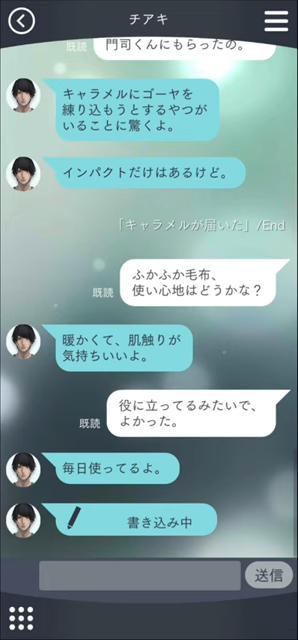 チアキ
既読
門司くんにもらったの。
キャラメルにゴーヤを
練り込もうとするやつが
いることに驚くよ。
インパクトだけはあるけど。
「キャラメルが届いた」/End
ふかふか毛布、
使い心地はどうかな？
既読
暖かくて、肌触りが
気持ちいいよ。
役に立ってるみたいで、
よかった。
既読
毎日使ってるよ。
書き込み中
送信